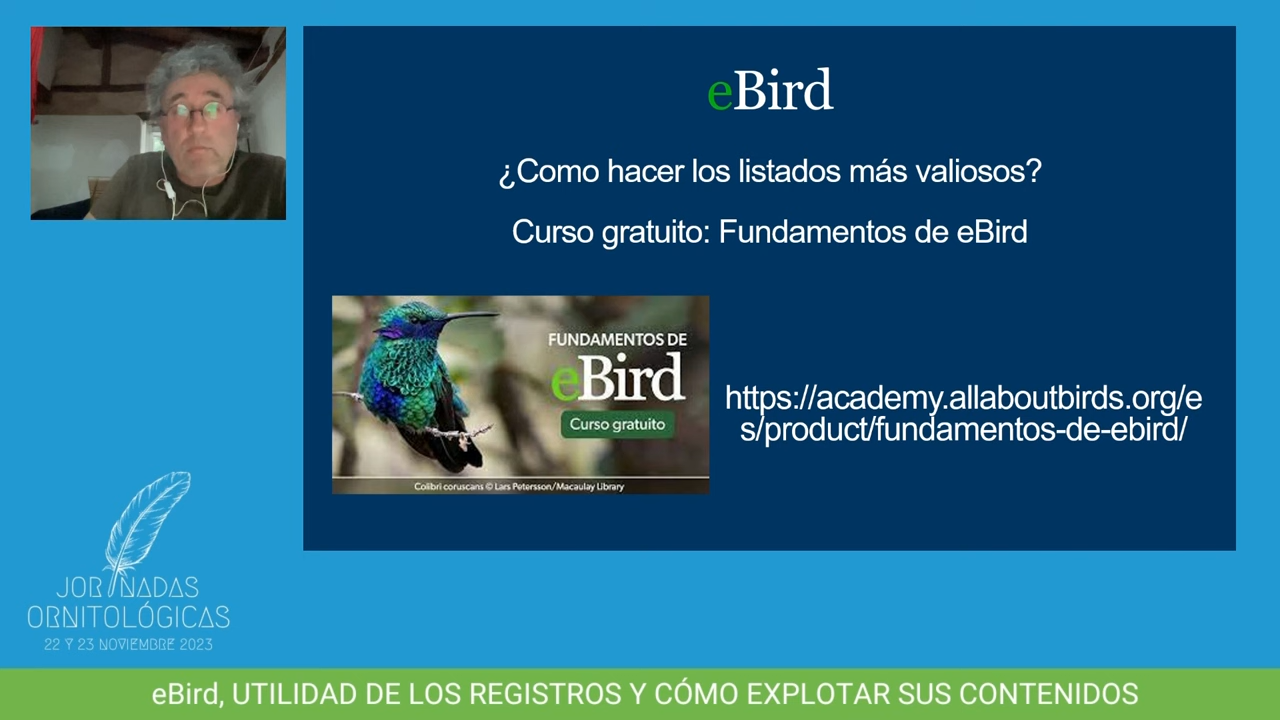 eBird
¿Como hacer los listados más valiosos?
Curso gratuito: Fundamentos de eBird
FUNDAMENTOS DE
eBird
Curso gratuito
Colibri coruscans © Lars Petersson/Macaulay Library
https://academy.allaboutbirds.org/e
s/product/fundamentos-de-ebird/
JORNADAS
ORNITOLÓGICAS
22 Y 23 NOVIEMBRE 2023
eBird, UTILIDAD DE LOS REGISTROS Y CÓMO EXPLOTAR SUS CONTENIDOS